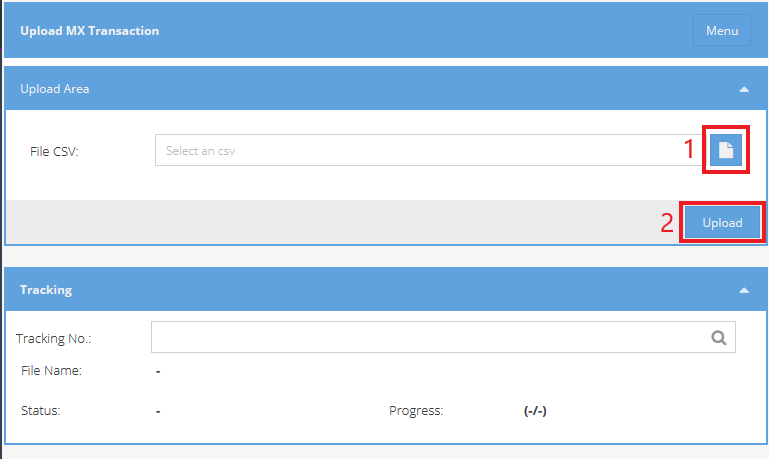 Upload MX Transaction Menu
Upload Area
File CSV: Select an csv 1
2 Upload
Tracking
Tracking No.:
File Name: -
Status: - Progress: (-/-)